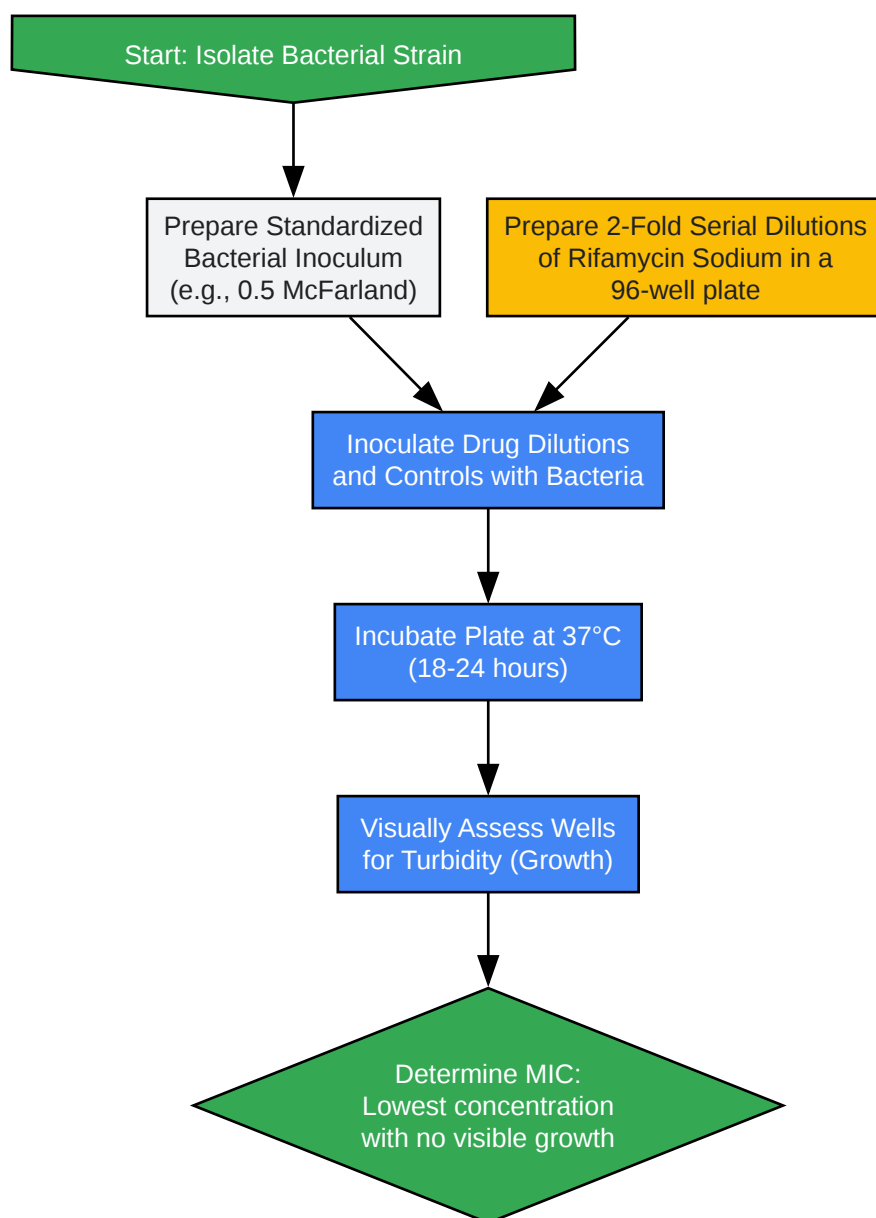 Start: Isolate Bacterial Strain
Prepare Standardized
Bacterial Inoculum
(e.g., 0.5 McFarland)
Prepare 2-Fold Serial Dilutions
of Rifamycin Sodium in a
96-well plate
Inoculate Drug Dilutions
and Controls with Bacteria
Incubate Plate at 37°C
(18-24 hours)
Visually Assess Wells
for Turbidity (Growth)
Determine MIC:
Lowest concentration
with no visible growth